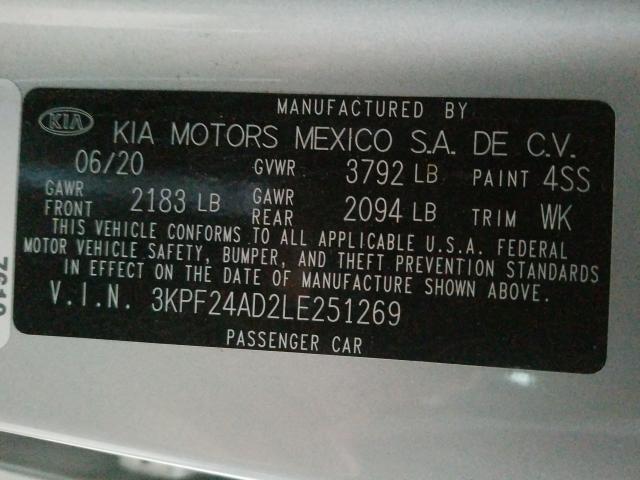 MANUFACTURED BY
KIA KIA MOTORS MEXICO S.A. DE C.V.
06/20 GVWR 3792 LB PAINT 4SS
GAWR FRONT 2183 LB GAWR REAR 2094 LB TRIM WK
THIS VEHICLE CONFORMS TO ALL APPLICABLE U.S.A. FEDERAL
MOTOR VEHICLE SAFETY, BUMPER, AND THEFT PREVENTION STANDARDS
IN EFFECT ON THE DATE OF MANUFACTURE SHOWN ABOVE.
V.I.N. 3KPF24AD2LE251269
PASSENGER CAR